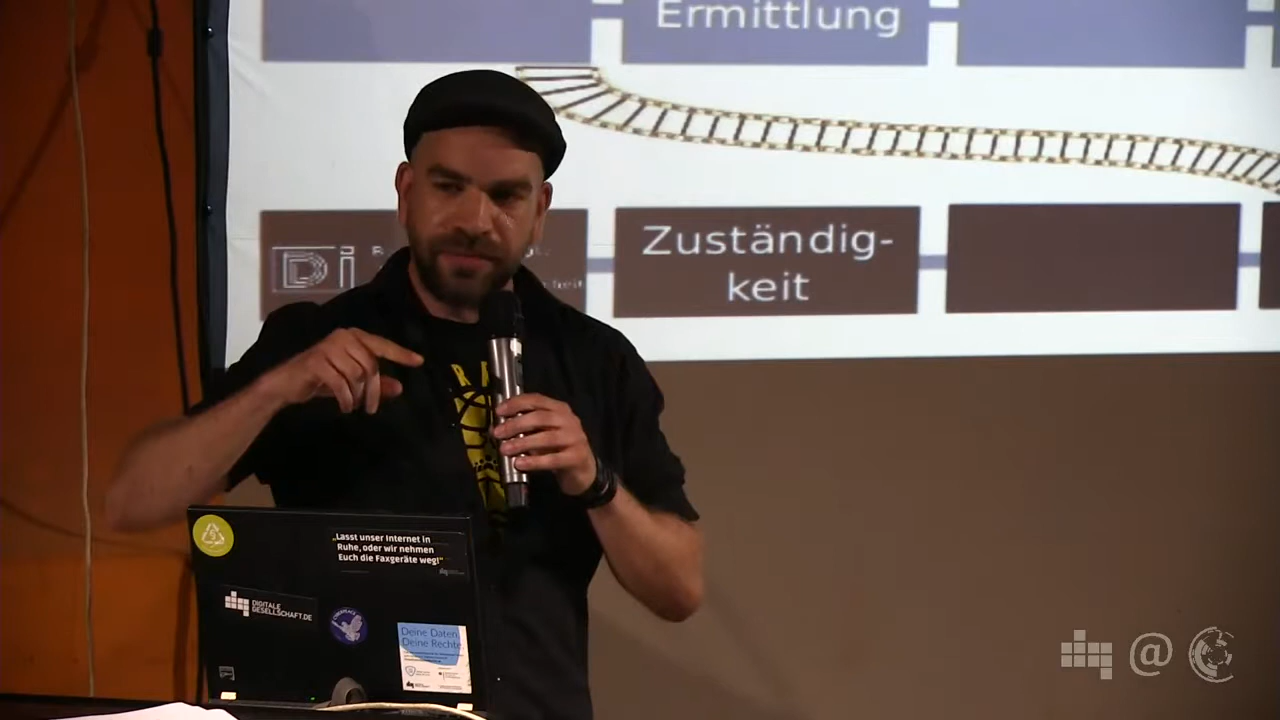 Ermittlung
Zuständig-
keit
Di
„Lasst unser Internet in
Ruhe, oder wir nehmen
Euch die Faxgeräte weg!“
DIGITALE
GESELLSCHAFT.DE
Deine Daten.
Deine Rechte.
@